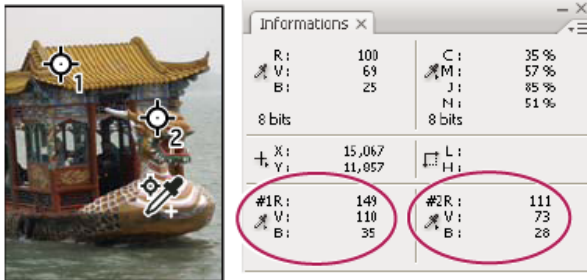 1
2
Informations ×
R: 100
V: 69
B: 25
8 bits
C: 35 %
M: 57 %
J: 85 %
N: 51 %
8 bits
X: 15,067
Y: 11,857
L:
H:
#1R: 149
V: 110
B: 35
#2R: 111
V: 73
B: 28